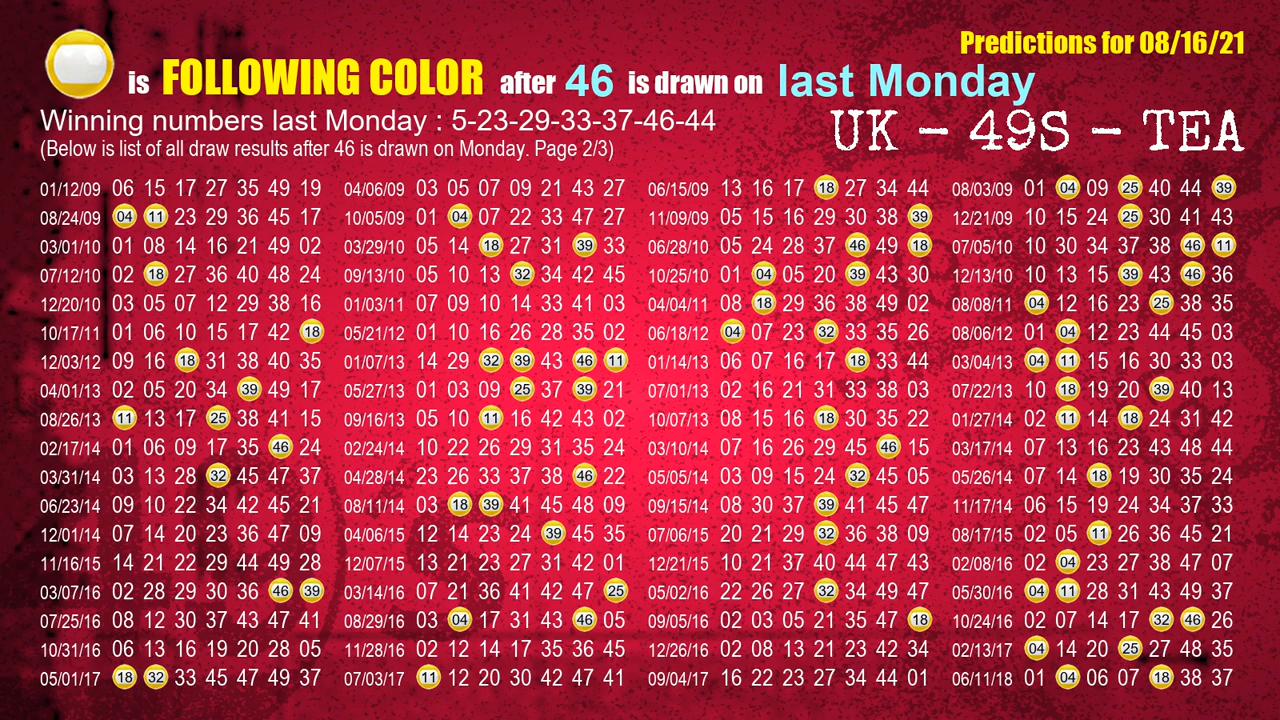 Predictions for 08/16/21
is FOLLOWING COLOR after 46 is drawn on last Monday
Winning numbers last Monday : 5-23-29-33-37-46-44
UK - 49S - TEA
(Below is list of all draw results after 46 is drawn on Monday. Page 2/3)
01/12/09 06 15 17 27 35 49 19 04/06/09 03 05 07 09 21 43 27 06/15/09 13 16 17 18 27 34 44 08/03/09 01 04 09 25 40 44 39
08/24/09 04 11 23 29 36 45 17 10/05/09 01 04 07 22 33 47 27 11/09/09 05 15 16 29 30 38 39 12/21/09 10 15 24 25 30 41 43
03/01/10 01 08 14 16 21 49 02 03/29/10 05 14 18 27 31 39 33 06/28/10 05 24 28 37 46 49 18 07/05/10 10 30 34 37 38 46 11
07/12/10 02 18 27 36 40 48 24 09/13/10 05 10 13 32 34 42 45 10/25/10 01 04 05 20 39 43 30 12/13/10 10 13 15 39 43 46 36
12/20/10 03 05 07 12 29 38 16 01/03/11 07 09 10 14 33 41 03 04/04/11 08 18 29 36 38 49 02 08/08/11 04 12 16 23 25 38 35
10/17/11 01 06 10 15 17 42 18 05/21/12 01 10 16 26 28 35 02 06/18/12 04 07 23 32 33 35 26 08/06/12 01 04 12 23 44 45 03
12/03/12 09 16 18 31 38 40 35 01/07/13 14 29 32 39 43 46 11 01/14/13 06 07 16 17 18 33 44 03/04/13 04 11 15 16 30 33 03
04/01/13 02 05 20 34 39 49 17 05/27/13 01 03 09 25 37 39 21 07/01/13 02 16 21 31 33 38 03 07/22/13 10 18 19 20 39 40 13
08/26/13 11 13 17 25 38 41 15 09/16/13 05 10 11 16 42 43 02 10/07/13 08 15 16 18 30 35 22 01/27/14 02 11 14 18 24 31 42
02/17/14 01 06 09 17 35 46 24 02/24/14 10 22 26 29 31 35 24 03/10/14 07 16 26 29 45 46 15 03/17/14 07 13 16 23 43 48 44
03/31/14 03 13 28 32 45 47 37 04/28/14 23 26 33 37 38 46 22 05/05/14 03 09 15 24 32 45 05 05/26/14 07 14 18 19 30 35 24
06/23/14 09 10 22 34 42 45 21 08/11/14 03 18 39 41 45 48 09 09/15/14 08 30 37 39 41 45 47 11/17/14 06 15 19 24 34 37 33
12/01/14 07 14 20 23 36 47 09 04/06/15 12 14 23 24 39 45 35 07/06/15 20 21 29 32 36 38 09 08/17/15 02 05 11 26 36 45 21
11/16/15 14 21 22 29 44 49 28 12/07/15 13 21 23 27 31 42 01 12/21/15 10 21 37 40 44 47 43 02/08/16 02 04 23 27 38 47 07
03/07/16 02 28 29 30 36 46 39 03/14/16 07 21 36 41 42 47 25 05/02/16 22 26 27 32 34 49 47 05/30/16 04 11 28 31 43 49 37
07/25/16 08 12 30 37 43 47 41 08/29/16 03 04 17 31 43 46 05 09/05/16 02 03 05 21 35 47 18 10/24/16 02 07 14 17 32 46 26
10/31/16 06 13 16 19 20 28 05 11/28/16 02 12 14 17 35 36 45 12/26/16 02 08 13 21 23 42 34 02/13/17 04 14 20 25 27 48 35
05/01/17 18 32 33 45 47 49 37 07/03/17 11 12 20 30 42 47 41 09/04/17 16 22 23 27 34 44 01 06/11/18 01 04 06 07 18 38 37